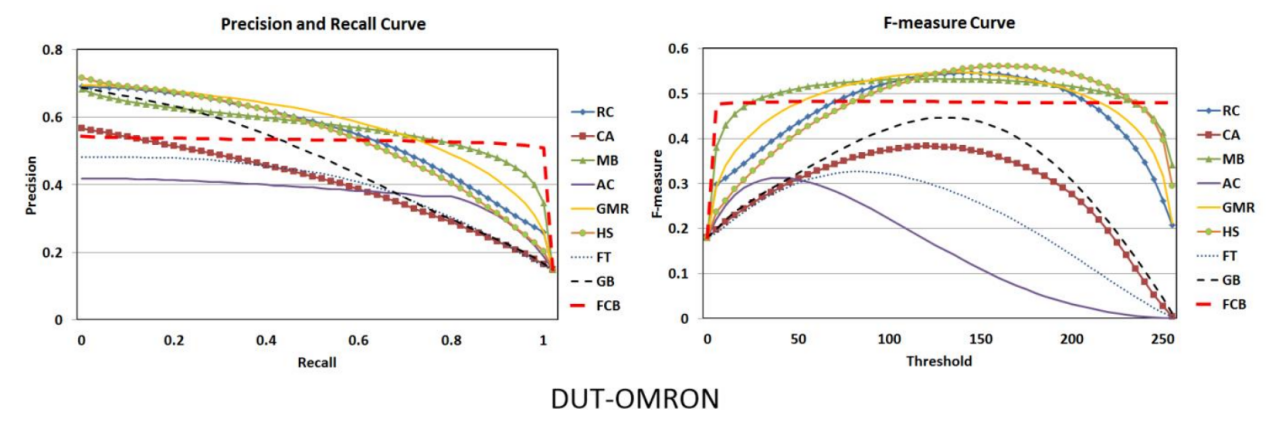 Precision and Recall Curve
Precision
0.8
0.6
0.4
0.2
0
0 0.2 0.4 0.6 0.8 1
Recall
RC
CA
MB
AC
GMR
HS
FT
GB
FCB
F-measure Curve
F-measure
0.6
0.5
0.4
0.3
0.2
0.1
0
0 50 100 150 200 250
Threshold
RC
CA
MB
AC
GMR
HS
FT
GB
FCB
DUT-OMRON